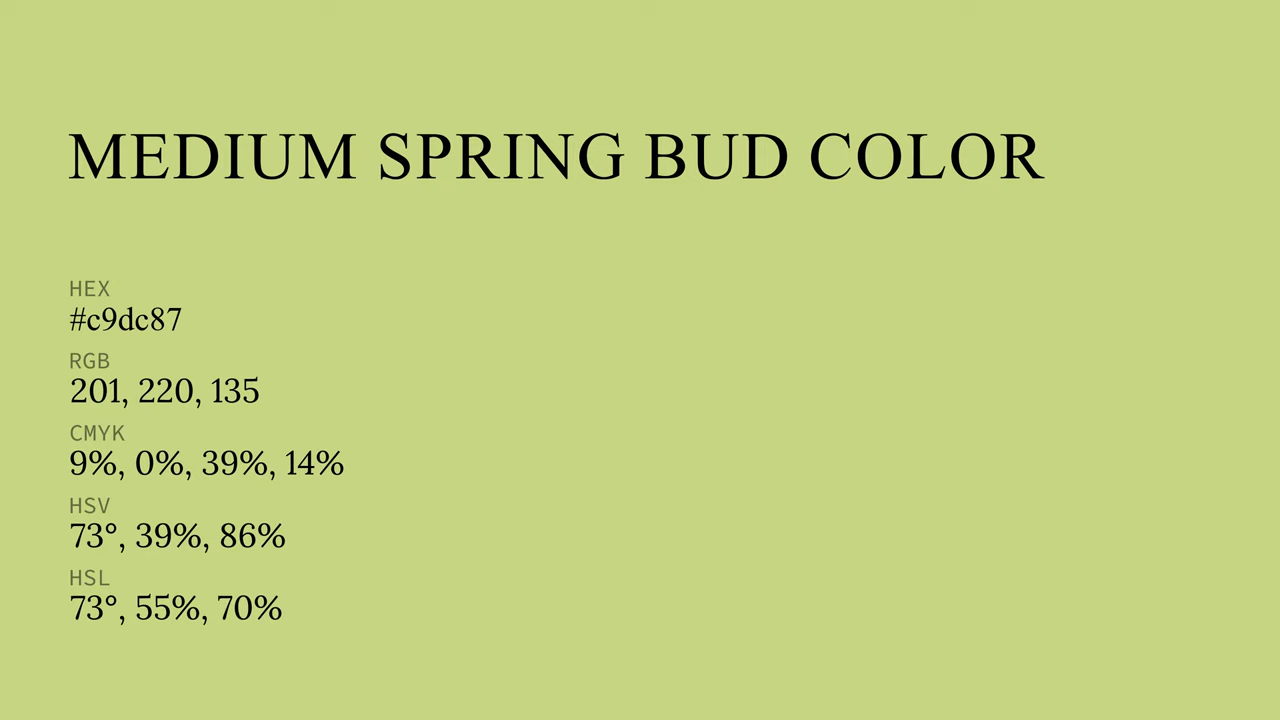 MEDIUM SPRING BUD COLOR
HEX
#c9dc87
RGB
201, 220, 135
CMYK
9%, 0%, 39%, 14%
HSV
73°, 39%, 86%
HSL
73°, 55%, 70%